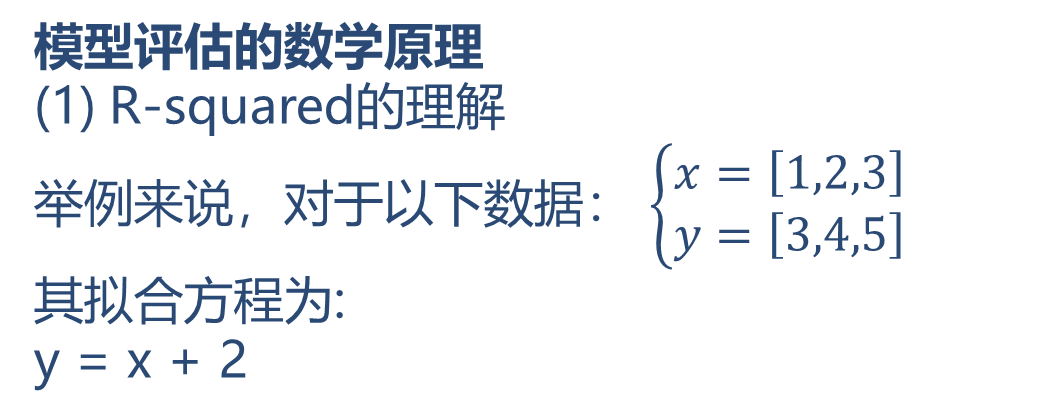 模型评估的数学原理
(1) R-squared的理解
举例来说，对于以下数据：
x = [1,2,3]
y = [3,4,5]
其拟合方程为:
y = x + 2